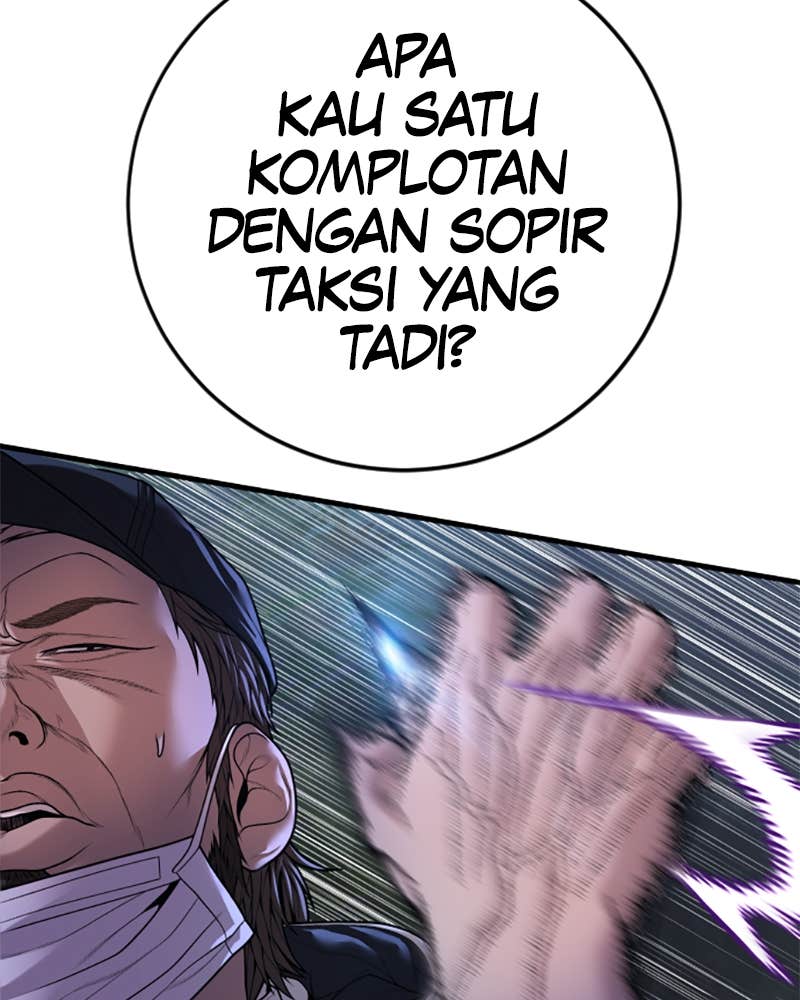 APA
KAU SATU
KOMPLOTAN
DENGAN SOPIR
TAKSI YANG
TADI?